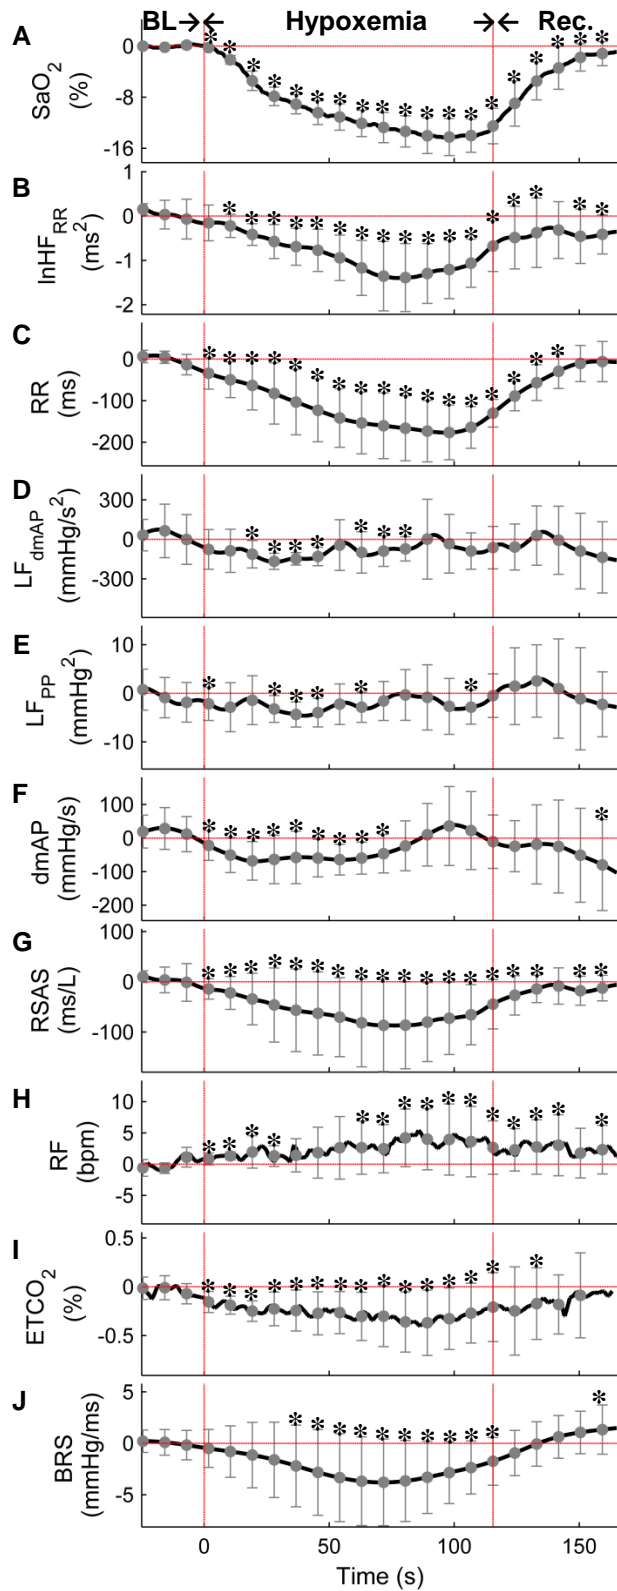 BL→← Hypoxemia →← Rec.
A
SaO2
(%)
0
-8
-16
B
lnHFRR
(ms2)
1
0
-1
-2
C
RR
(ms)
0
-100
-200
D
LFdmAP
(mmHg/s2)
300
0
-300
E
LFPP
(mmHg2)
10
0
-10
F
dmAP
(mmHg/s)
100
0
-100
-200
G
RSAS
(ms/L)
100
0
-100
H
RF
(bpm)
10
5
0
-5
I
ETCO2
(%)
0.5
0
-0.5
J
BRS
(mmHg/ms)
5
0
-5
0 50 100 150
Time (s)